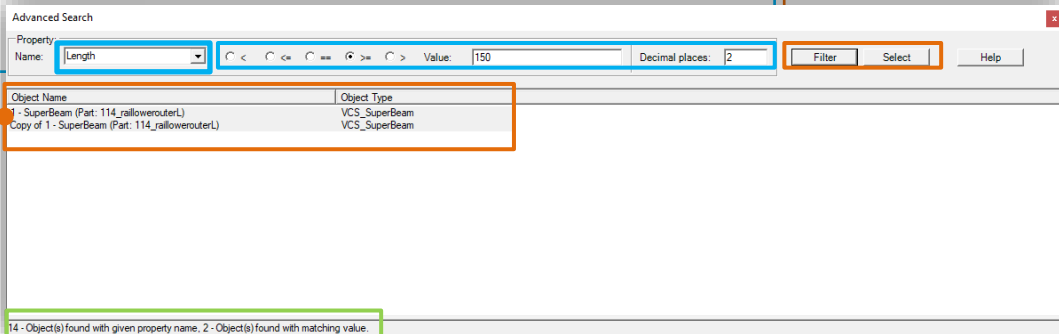 Advanced Search
x
Property:
Name: Length < <= == >= > Value: 150 Decimal places: 2 Filter Select Help
Object Name Object Type
1 - SuperBeam (Part: 114_raillowerouterL) VCS_SuperBeam
Copy of 1 - SuperBeam (Part: 114_raillowerouterL) VCS_SuperBeam
14 - Object(s) found with given property name, 2 - Object(s) found with matching value.